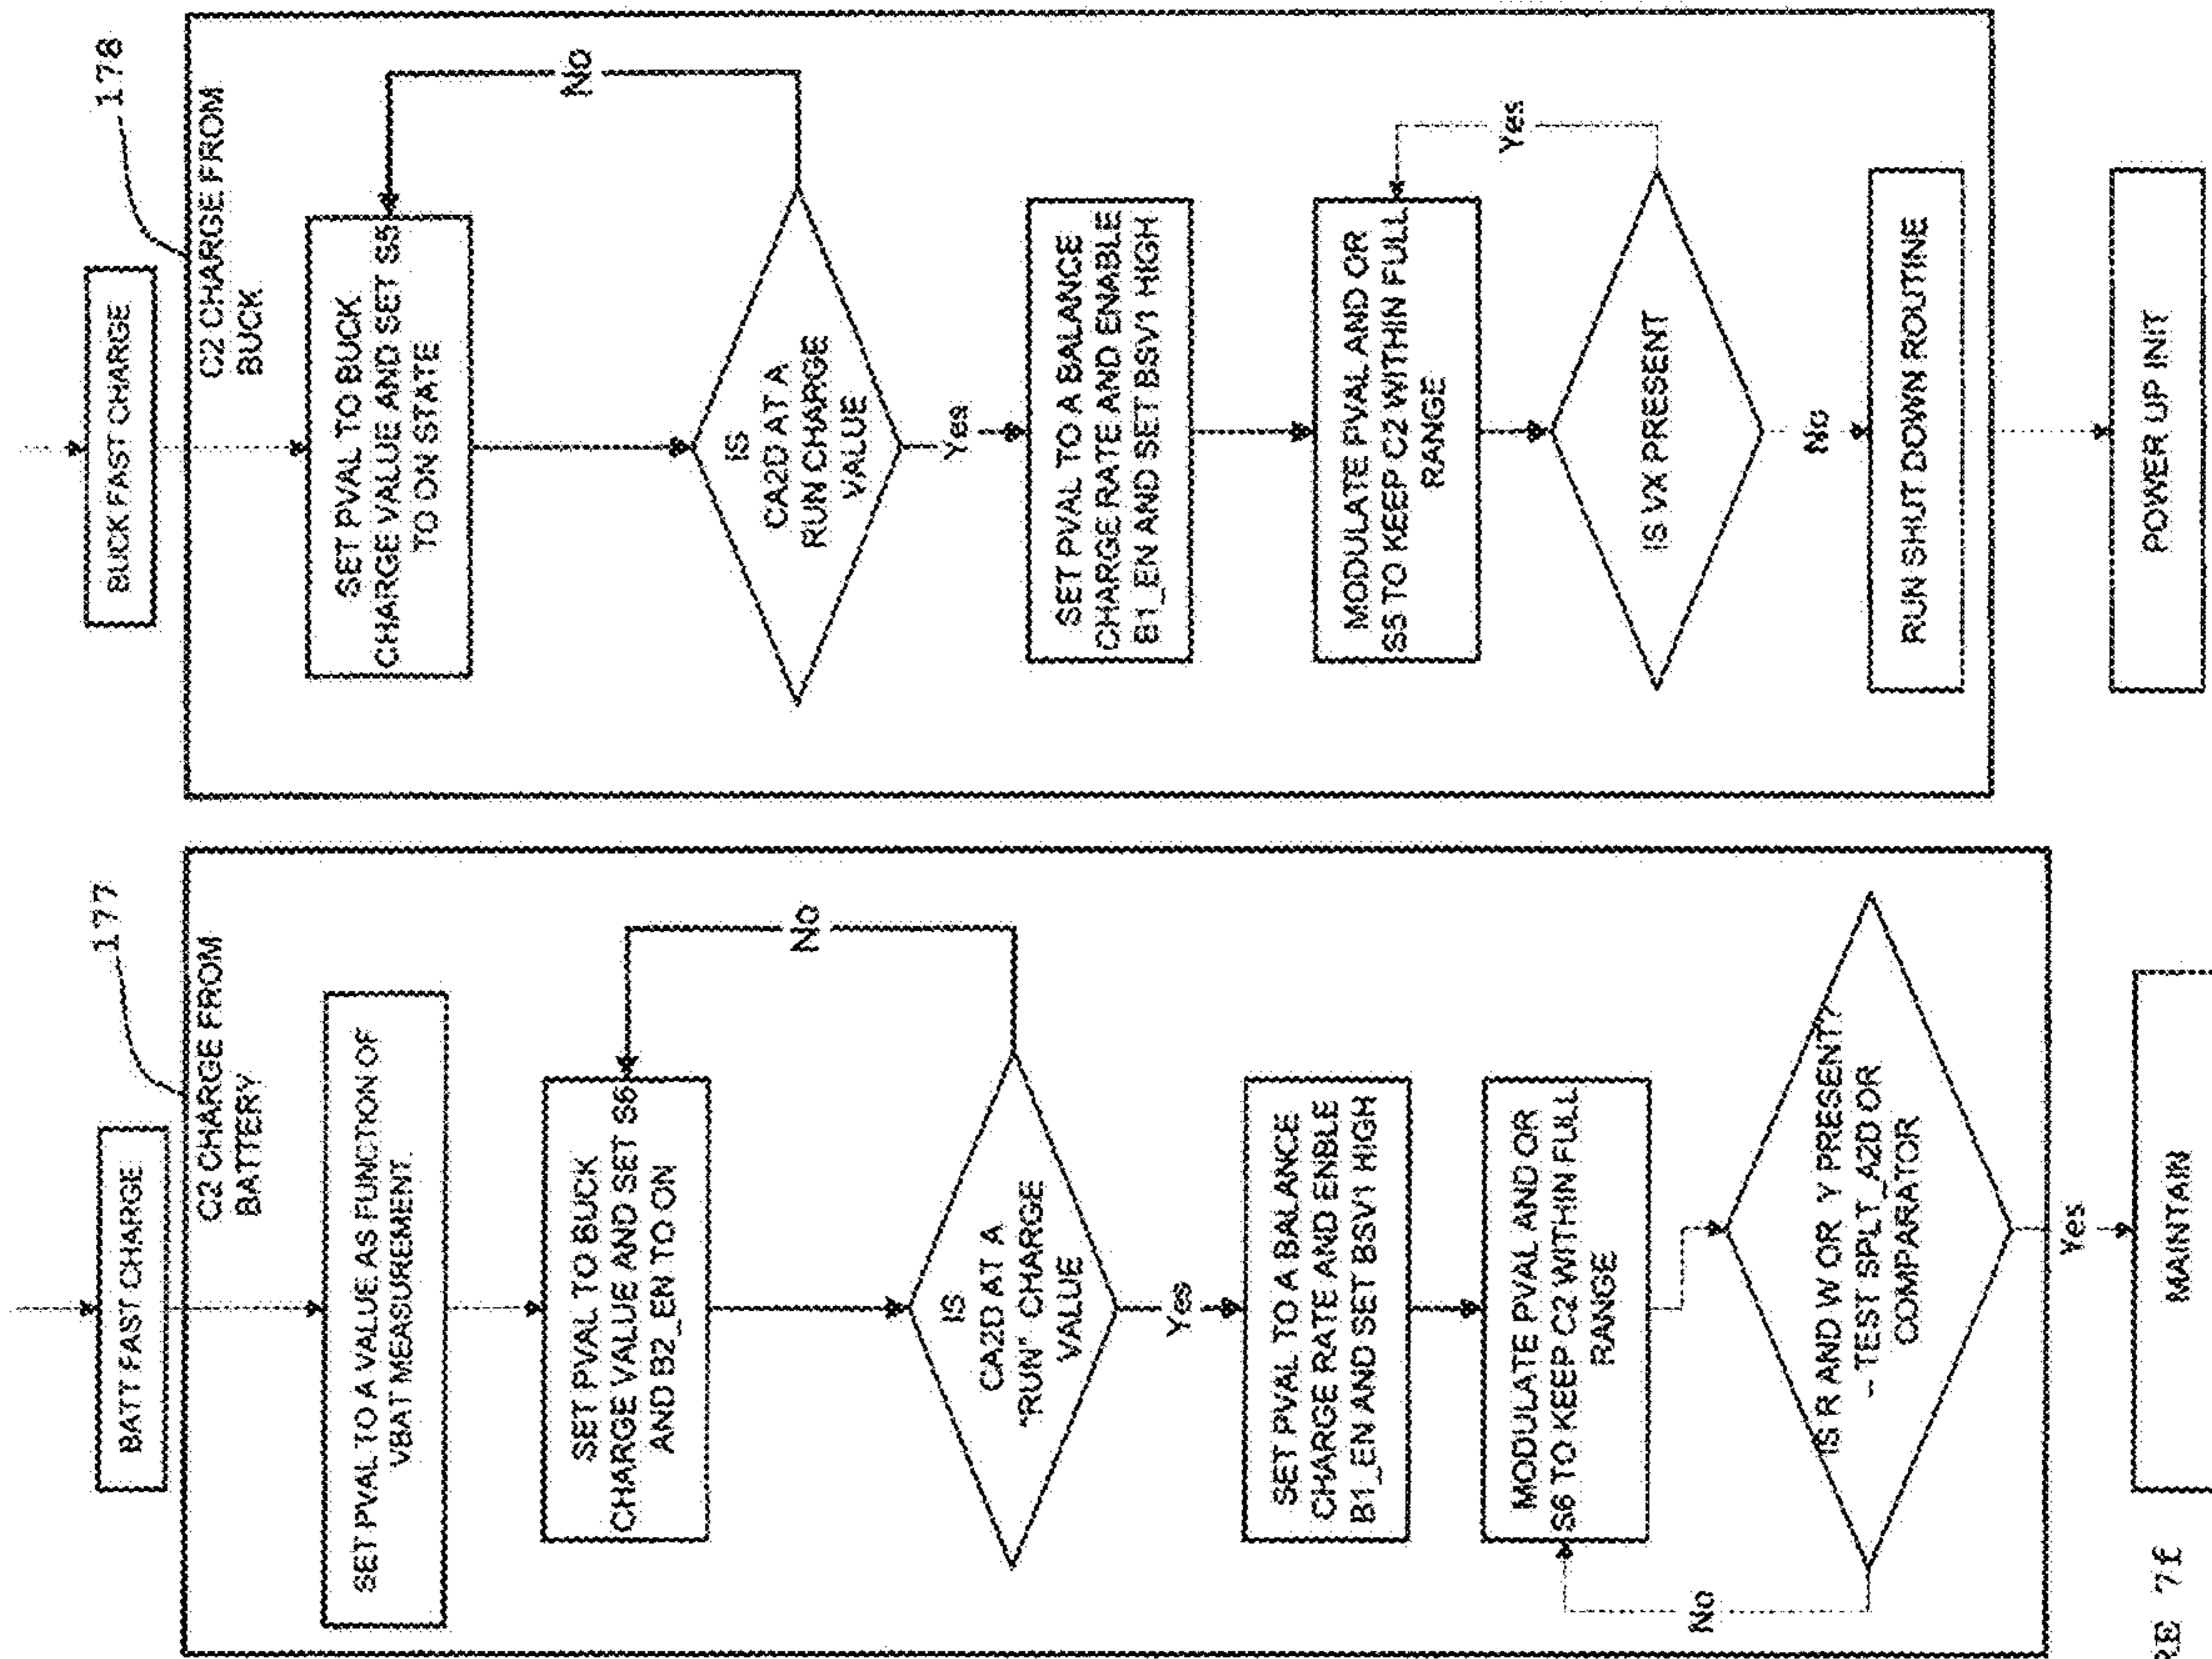 BATT FAST CHARGE
177
C2 CHARGE FROM
BATTERY
SET PVAL TO A VALUE AS FUNCTION OF
VBAT MEASUREMENT.
SET PVAL TO BUCK
CHARGE VALUE AND SET S6
AND B2_EN TO ON
IS
CA2D AT A
"RUN" CHARGE
VALUE
No
Yes
SET PVAL TO A BALANCE
CHARGE RATE AND ENBLE
B1_EN AND SET BSV1 HIGH
MODULATE PVAL AND OR
S6 TO KEEP C2 WITHIN FULL
RANGE
No
IS R AND W OR Y PRESENT?
-- TEST SPLT_A2D OR
COMPARATOR
Yes
MAINTAIN
BUCK FAST CHARGE
178
C2 CHARGE FROM
BUCK
SET PVAL TO BUCK
CHARGE VALUE AND SET S5
TO ON STATE
No
IS
CA2D AT A
RUN CHARGE
VALUE
Yes
SET PVAL TO A BALANCE
CHARGE RATE AND ENABLE
B1_EN AND SET BSV1 HIGH
MODULATE PVAL AND OR
S5 TO KEEP C2 WITHIN FULL
RANGE
Yes
IS VX PRESENT
No
RUN SHUT DOWN ROUTINE
POWER UP INIT
RE 7f